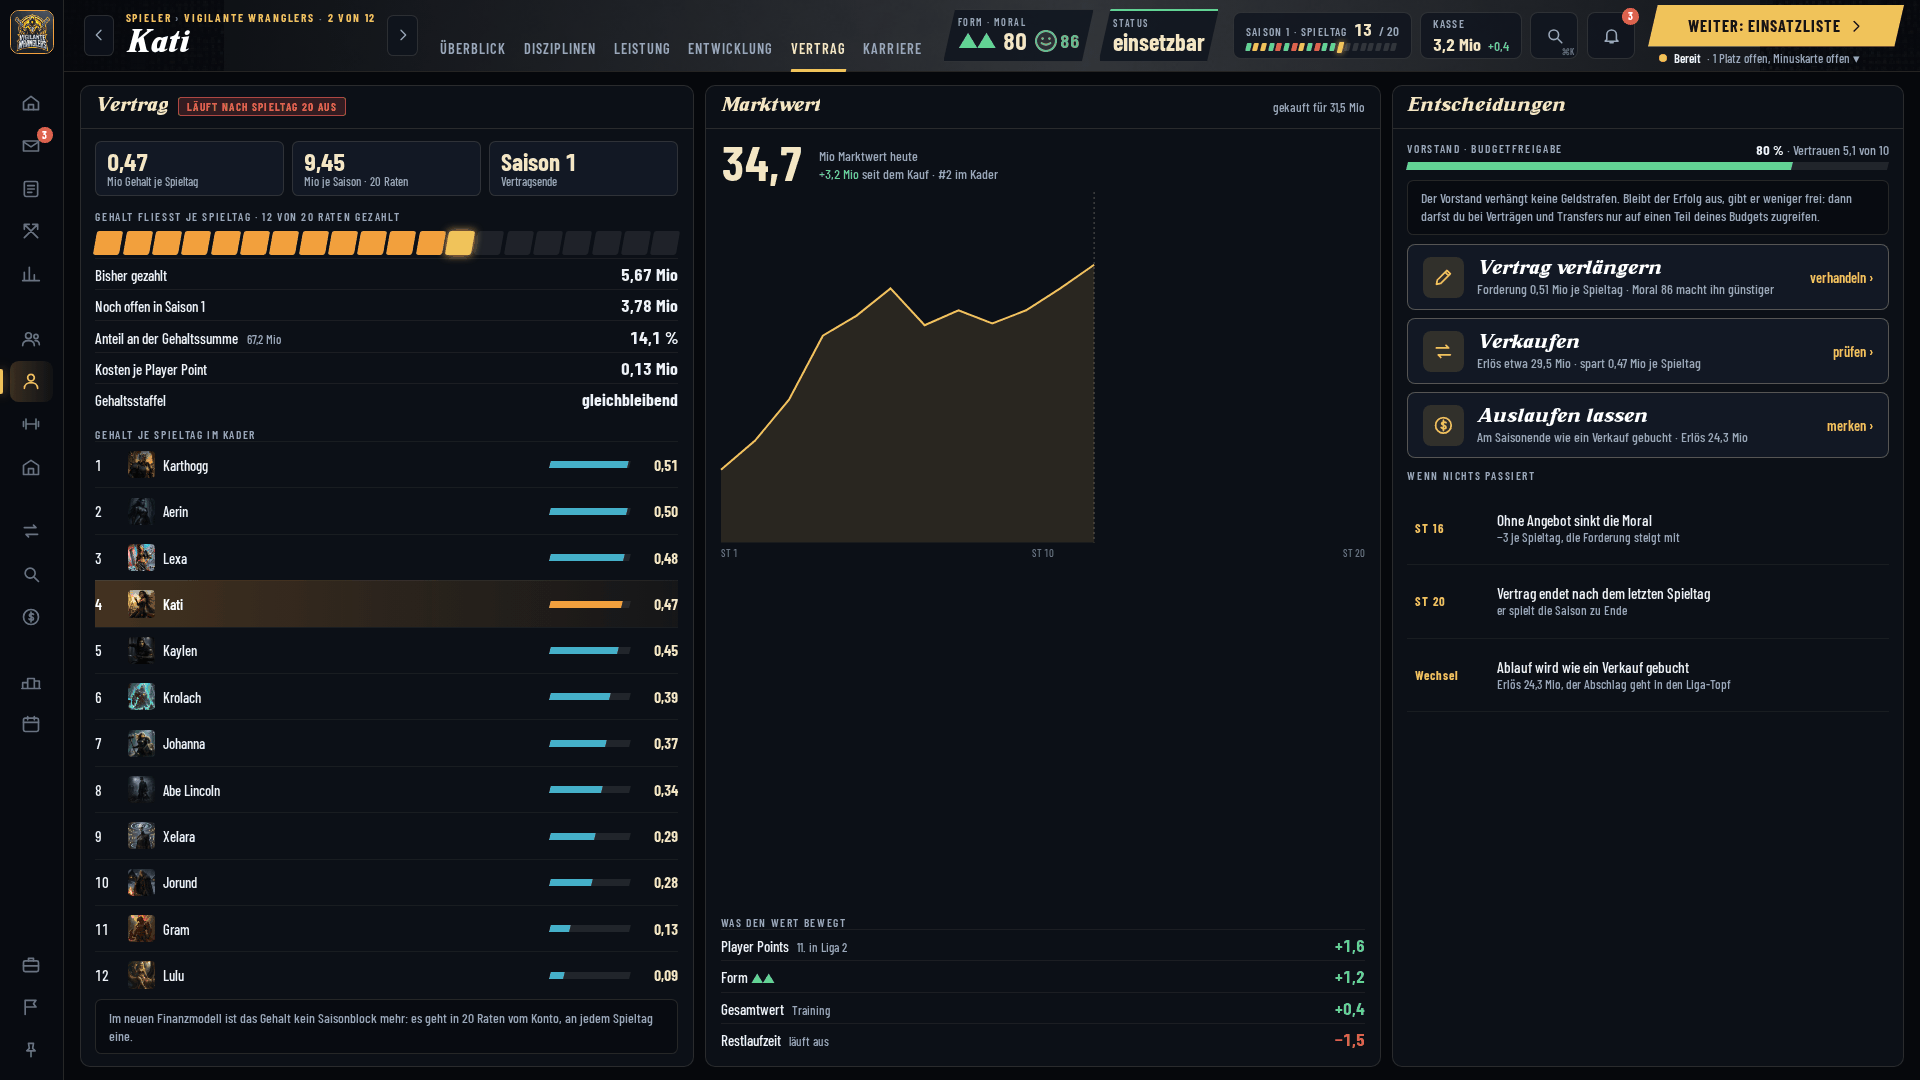 SPIELER › VIGILANTE WRANGLERS · 2 VON 12
Kati
ÜBERBLICK
DISZIPLINEN
LEISTUNG
ENTWICKLUNG
VERTRAG
KARRIERE
FORM · MORAL
80
86
STATUS
einsetzbar
SAISON 1 · SPIELTAG 13 / 20
KASSE
3,2 Mio +0,4
⌘K
3
WEITER: EINSATZLISTE
Bereit · 1 Platz offen, Minuskarte offen ▾
3
Vertrag
LÄUFT NACH SPIELTAG 20 AUS
0,47
Mio Gehalt je Spieltag
9,45
Mio je Saison · 20 Raten
Saison 1
Vertragsende
GEHALT FLIESST JE SPIELTAG · 12 VON 20 RATEN GEZAHLT
Bisher gezahlt 5,67 Mio
Noch offen in Saison 1 3,78 Mio
Anteil an der Gehaltssumme 67,2 Mio 14,1 %
Kosten je Player Point 0,13 Mio
Gehaltsstaffel gleichbleibend
GEHALT JE SPIELTAG IM KADER
1 Karthogg 0,51
2 Aerin 0,50
3 Lexa 0,48
4 Kati 0,47
5 Kaylen 0,45
6 Krolach 0,39
7 Johanna 0,37
8 Abe Lincoln 0,34
9 Xelara 0,29
10 Jorund 0,28
11 Gram 0,13
12 Lulu 0,09
Im neuen Finanzmodell ist das Gehalt kein Saisonblock mehr: es geht in 20 Raten vom Konto, an jedem Spieltag
eine.
Marktwert
gekauft für 31,5 Mio
34,7
Mio Marktwert heute
+3,2 Mio seit dem Kauf · #2 im Kader
ST 1
ST 10
ST 20
WAS DEN WERT BEWEGT
Player Points 11. in Liga 2 +1,6
Form ▲▲ +1,2
Gesamtwert Training +0,4
Restlaufzeit läuft aus −1,5
Entscheidungen
VORSTAND · BUDGETFREIGABE
80 % · Vertrauen 5,1 von 10
Der Vorstand verhängt keine Geldstrafen. Bleibt der Erfolg aus, gibt er weniger frei: dann
darfst du bei Verträgen und Transfers nur auf einen Teil deines Budgets zugreifen.
Vertrag verlängern
Forderung 0,51 Mio je Spieltag · Moral 86 macht ihn günstiger
verhandeln ›
Verkaufen
Erlös etwa 29,5 Mio · spart 0,47 Mio je Spieltag
prüfen ›
Auslaufen lassen
Am Saisonende wie ein Verkauf gebucht · Erlös 24,3 Mio
merken ›
WENN NICHTS PASSIERT
ST 16
Ohne Angebot sinkt die Moral
−3 je Spieltag, die Forderung steigt mit
ST 20
Vertrag endet nach dem letzten Spieltag
er spielt die Saison zu Ende
Wechsel
Ablauf wird wie ein Verkauf gebucht
Erlös 24,3 Mio, der Abschlag geht in den Liga-Topf